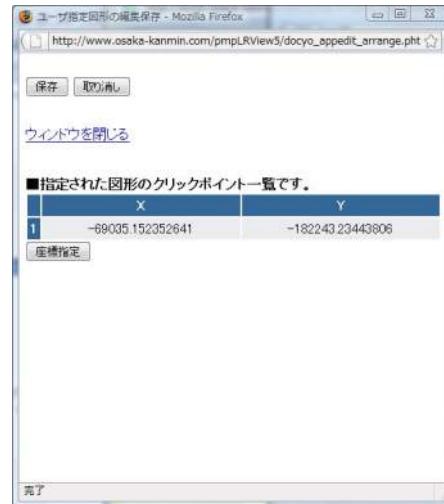 ユーザ指定図形の編集保存 - Mozilla Firefox
http://www.osaka-kanmin.com/pmpLRView5/docyo_appedit_arrange.pht
保存 取り消し
ウィンドウを閉じる
■指定された図形のクリックポイント一覧です。
X Y
1 -69035.152352641 -182243.23443806
座標指定
完了